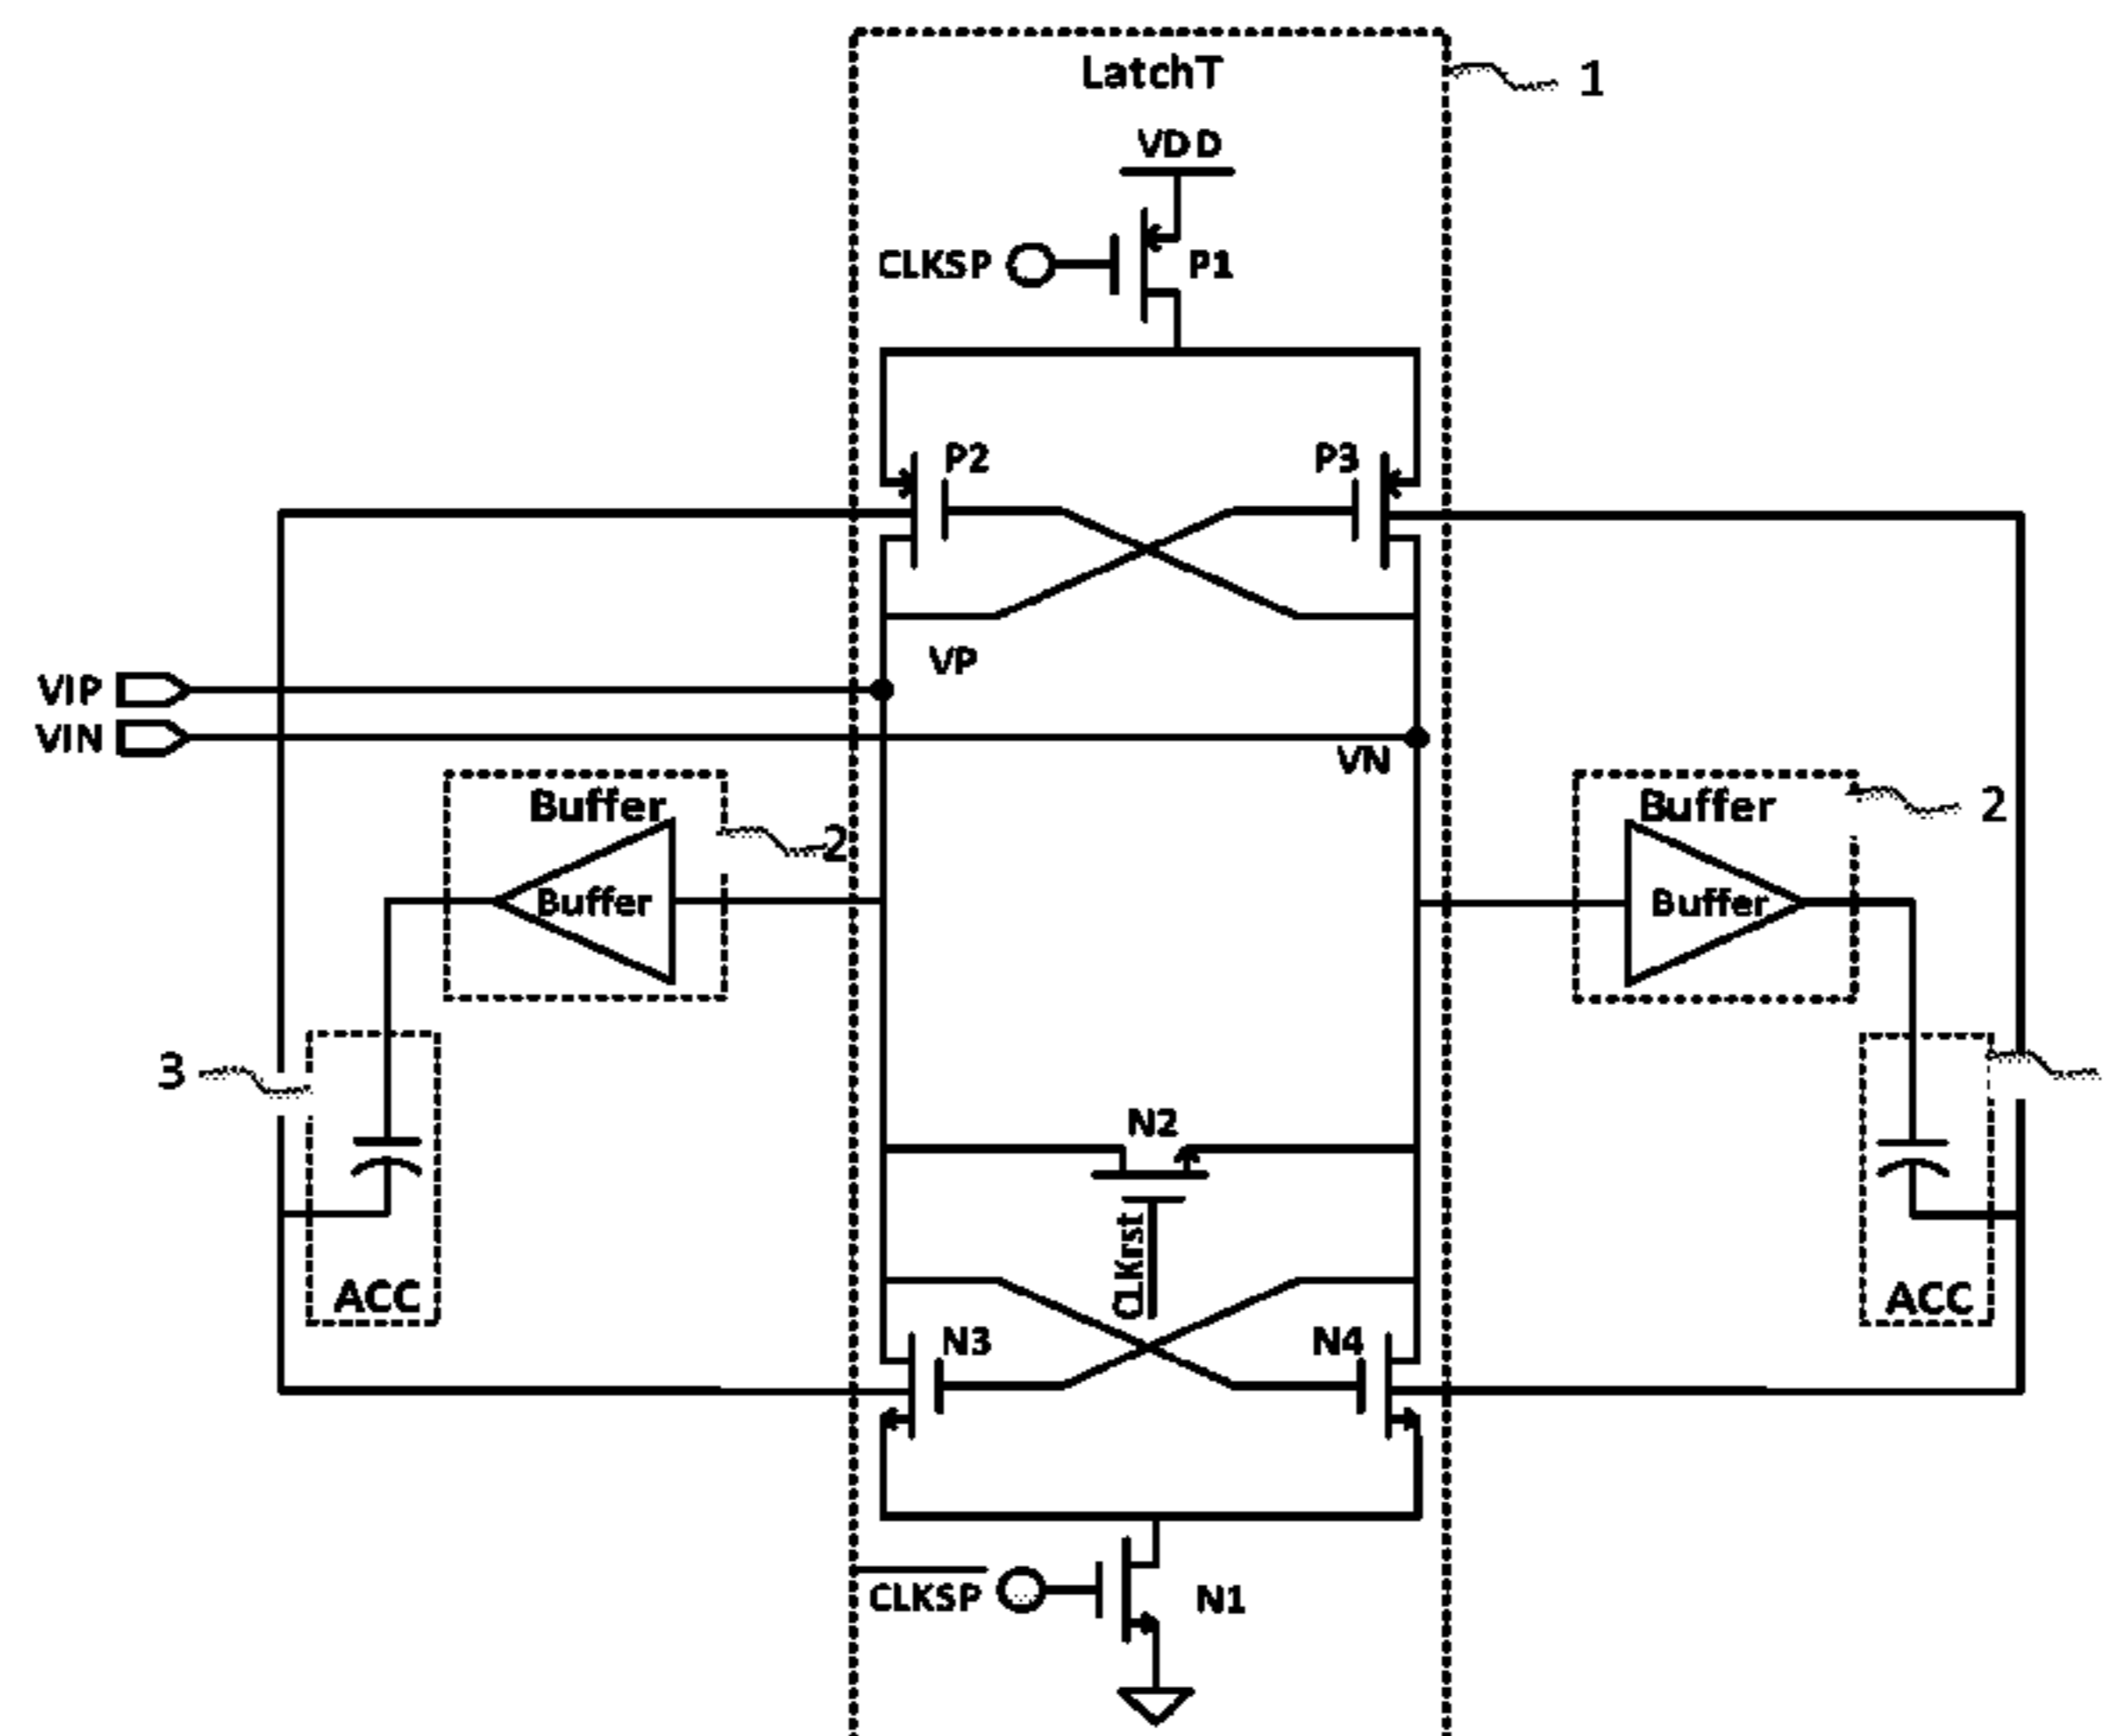 LatchT
1
VDD
CLKSP
P1
P2
P3
VP
VIP
VIN
VN
Buffer
2
Buffer
2
Buffer
Buffer
3
N2
CLKrst
ACC
ACC
N3
N4
CLKSP
N1